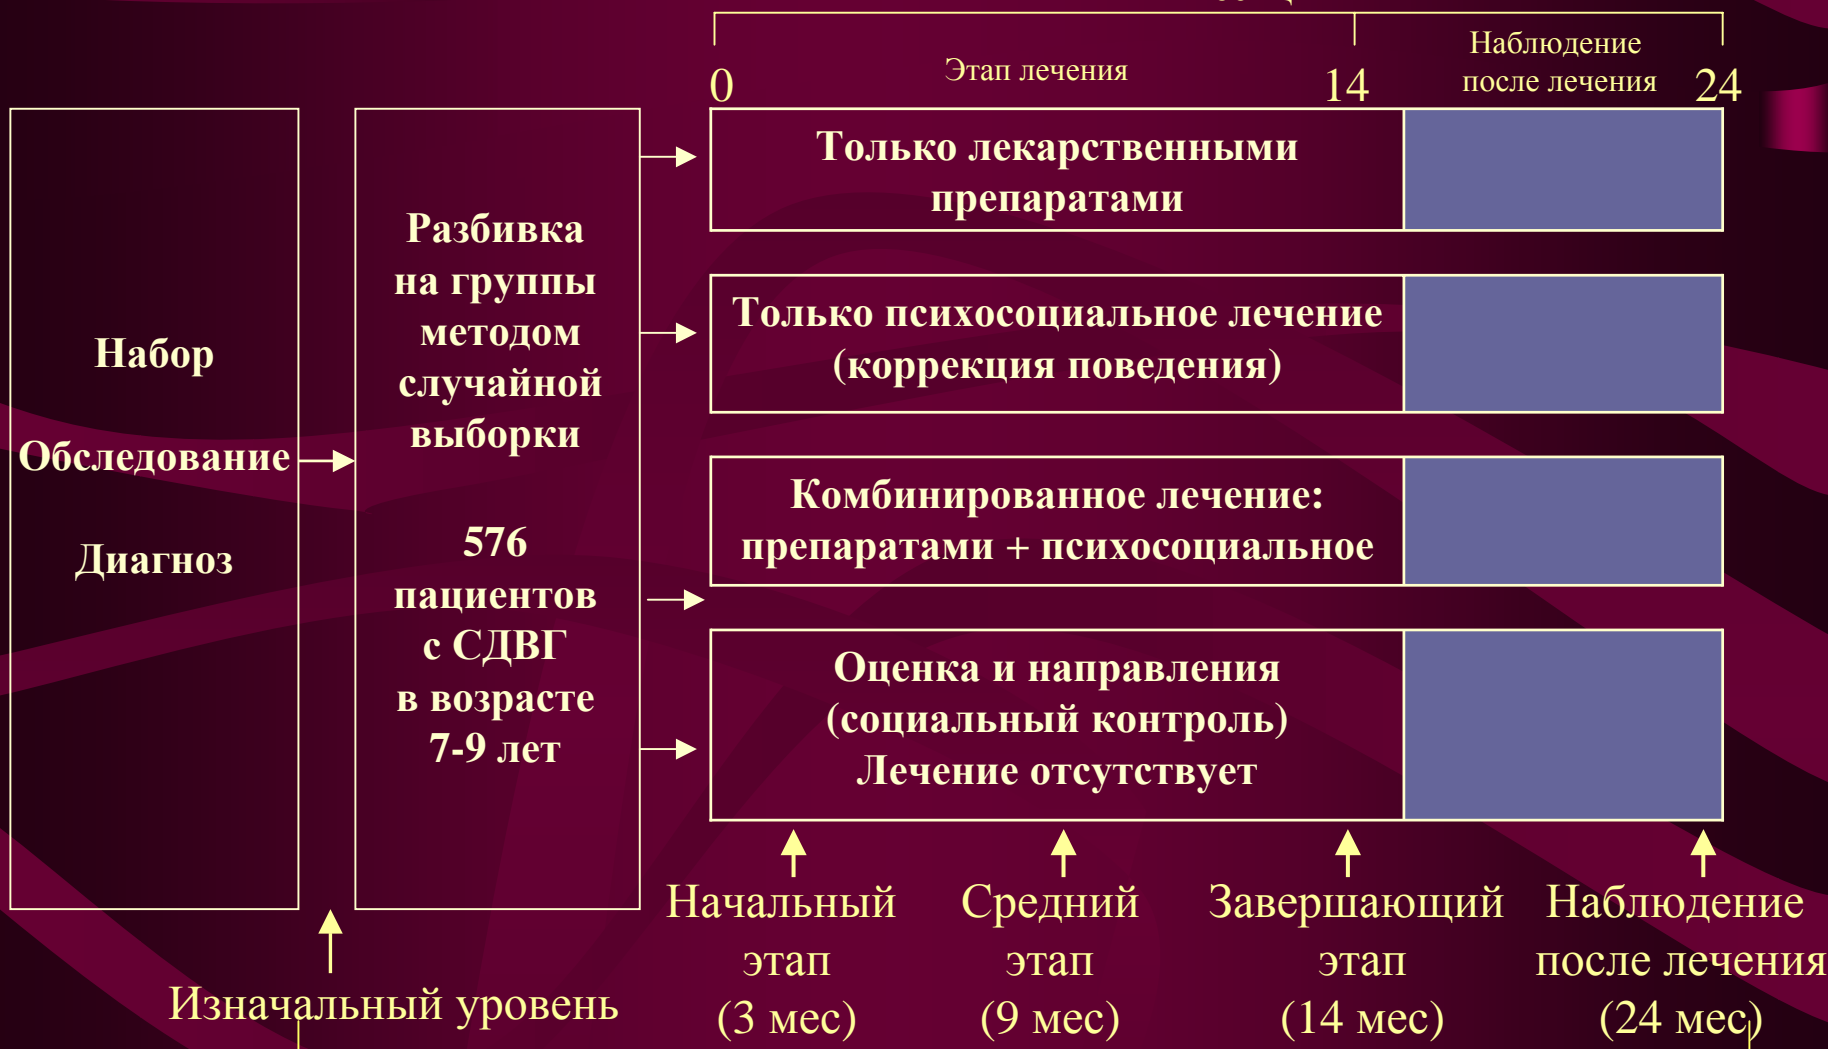 Этап лечения
Наблюдение
после лечения
0
14
24
Набор
Обследование
Диагноз
Разбивка
на группы
методом
случайной
выборки
576
пациентов
с СДВГ
в возрасте
7-9 лет
Только лекарственными
препаратами
Только психосоциальное лечение
(коррекция поведения)
Комбинированное лечение:
препаратами + психосоциальное
Оценка и направления
(социальный контроль)
Лечение отсутствует
Изначальный уровень
Начальный
этап
(3 мес)
Средний
этап
(9 мес)
Завершающий
этап
(14 мес)
Наблюдение
после лечения
(24 мес)